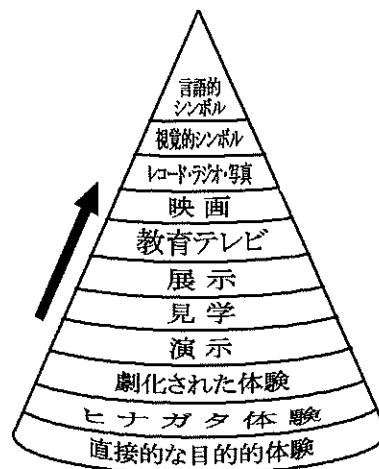 言語的
シンボル
視覚的シンボル
レコード・ラジオ・写真
映画
教育テレビ
展示
見学
演示
劇化された体験
ヒナガタ体験
直接的な目的的体験